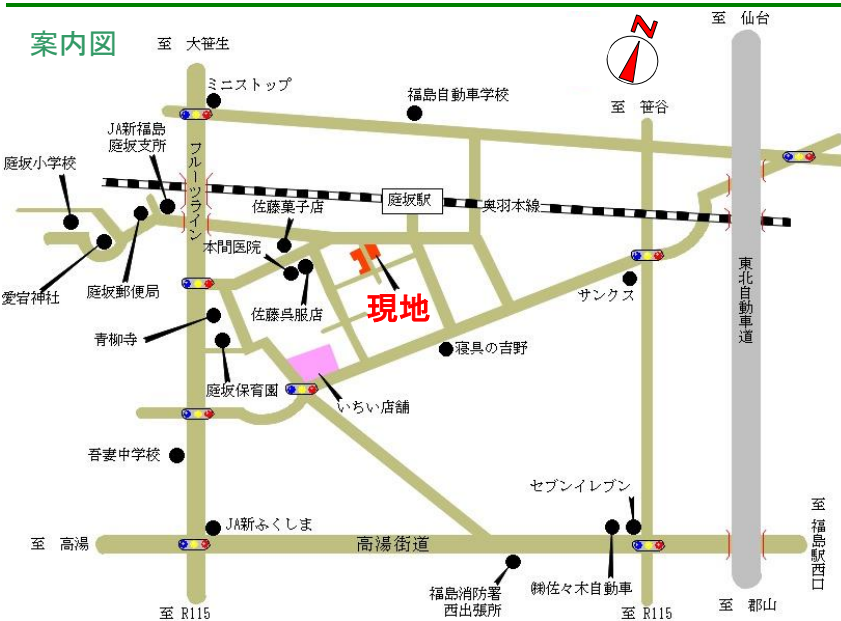 案内図
至 大笹生
至 仙台
N
ミニストップ
福島自動車学校
至 笹谷
JA新福島
庭坂支所
庭坂小学校
フルーツライン
佐藤菓子店
庭坂駅
奥羽本線
本間医院
愛宕神社
庭坂郵便局
佐藤呉服店
現地
サンクス
東北自動車道
青柳寺
寝具の吉野
庭坂保育園
いちい店舗
吾妻中学校
セブンイレブン
JA新ふくしま
至 高湯
高湯街道
至 福島駅西口
福島消防署
西出張所
㈱佐々木自動車
至 R115
至 R115
至 郡山